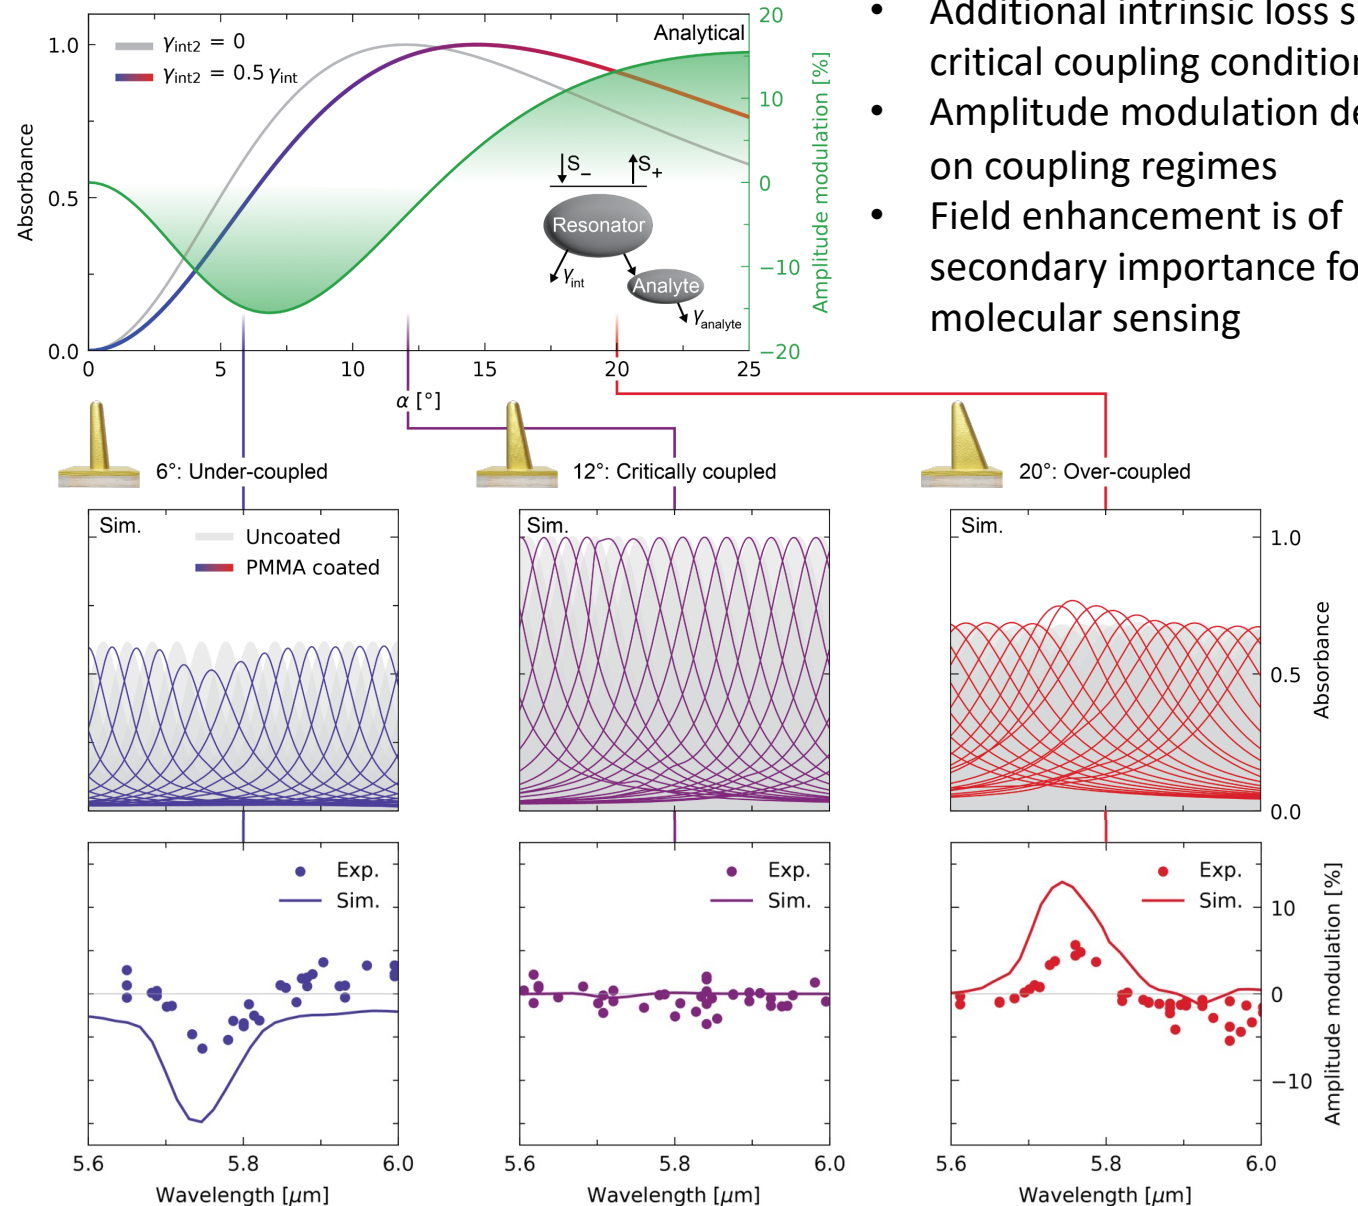 20
Analytical
1.0
γint2 = 0
γint2 = 0.5 γint
10
Absorbance
0.5
0
Amplitude modulation [%]
S−
S+
Resonator
γint
Analyte
γanalyte
−10
0.0
−20
0
5
10
15
20
25
α [°]
• Additional intrinsic loss s
critical coupling condition
• Amplitude modulation de
on coupling regimes
• Field enhancement is of
secondary importance fo
molecular sensing
6°: Under-coupled
12°: Critically coupled
20°: Over-coupled
Sim.
Uncoated
PMMA coated
Sim.
Sim.
1.0
0.5
0.0
Absorbance
Exp.
Sim.
Exp.
Sim.
Exp.
Sim.
10
0
−10
Amplitude modulation [%]
5.6
5.8
6.0
5.6
5.8
6.0
5.6
5.8
6.0
Wavelength [μm]
Wavelength [μm]
Wavelength [μm]